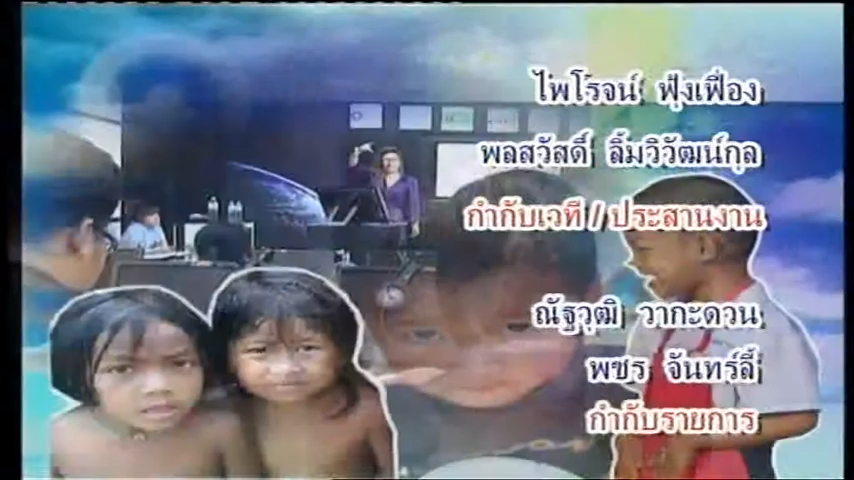 ไพโรจน์ ฟุ้งเฟื่อง
พลสวัสดิ์ ลิ้มวิวัฒน์กุล
กำกับเวที // ประสานงาน
ณัฐวุฒิ วากะดวน
พชร จันทร์ลี้
กำกับรายการ